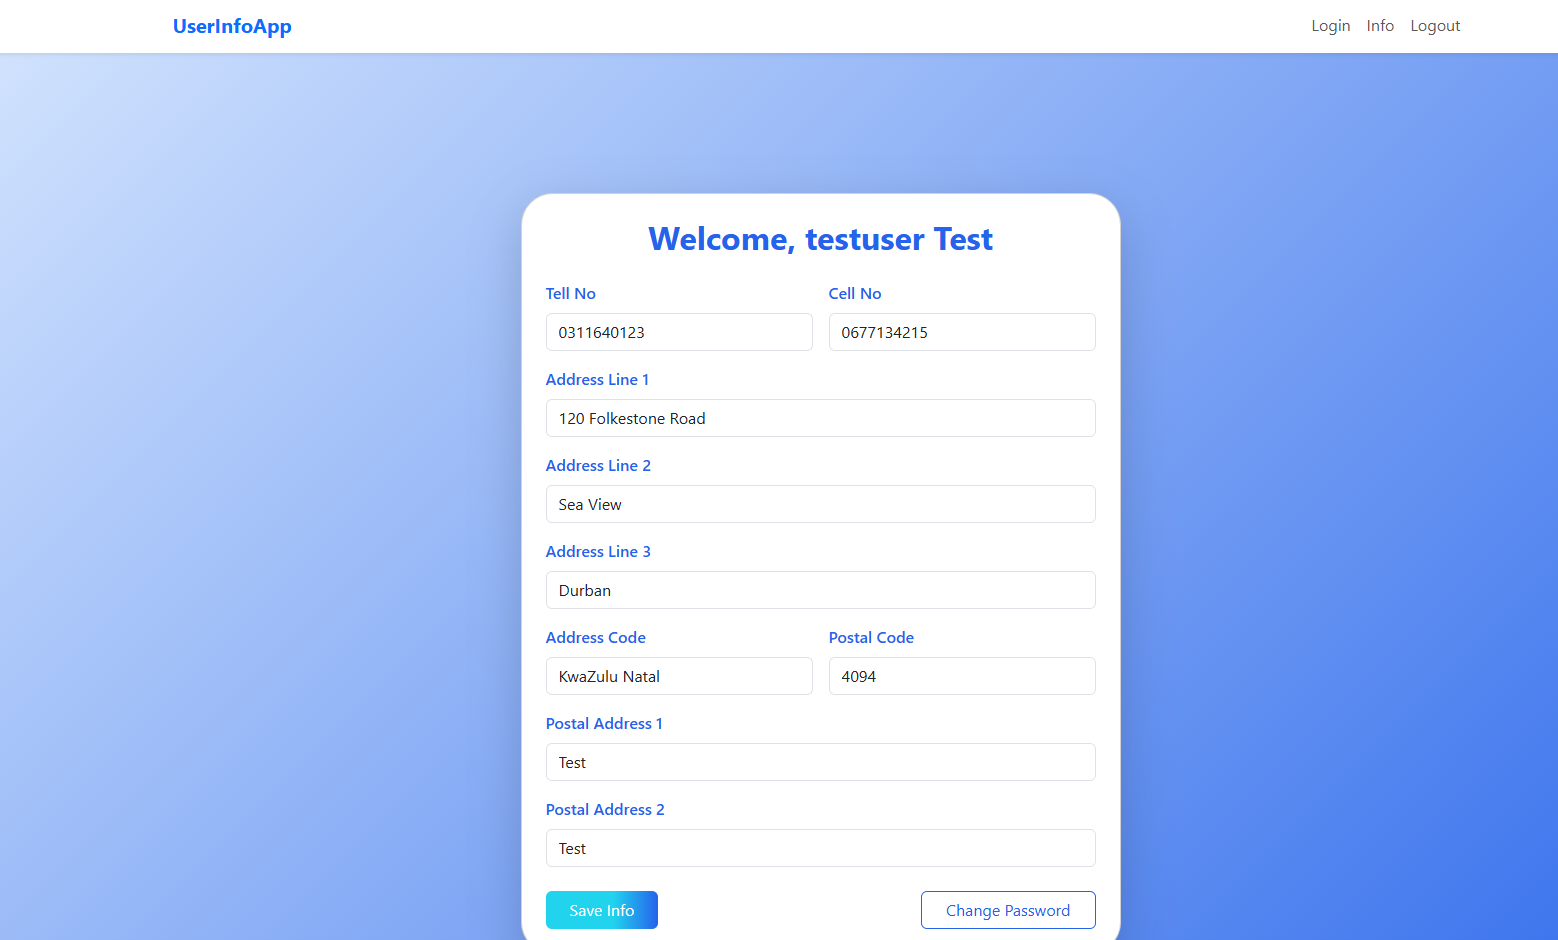 UserInfoApp Login Info Logout
Welcome, testuser Test
Tell No Cell No
0311640123 0677134215
Address Line 1
120 Folkestone Road
Address Line 2
Sea View
Address Line 3
Durban
Address Code Postal Code
KwaZulu Natal 4094
Postal Address 1
Test
Postal Address 2
Test
Save Info Change Password